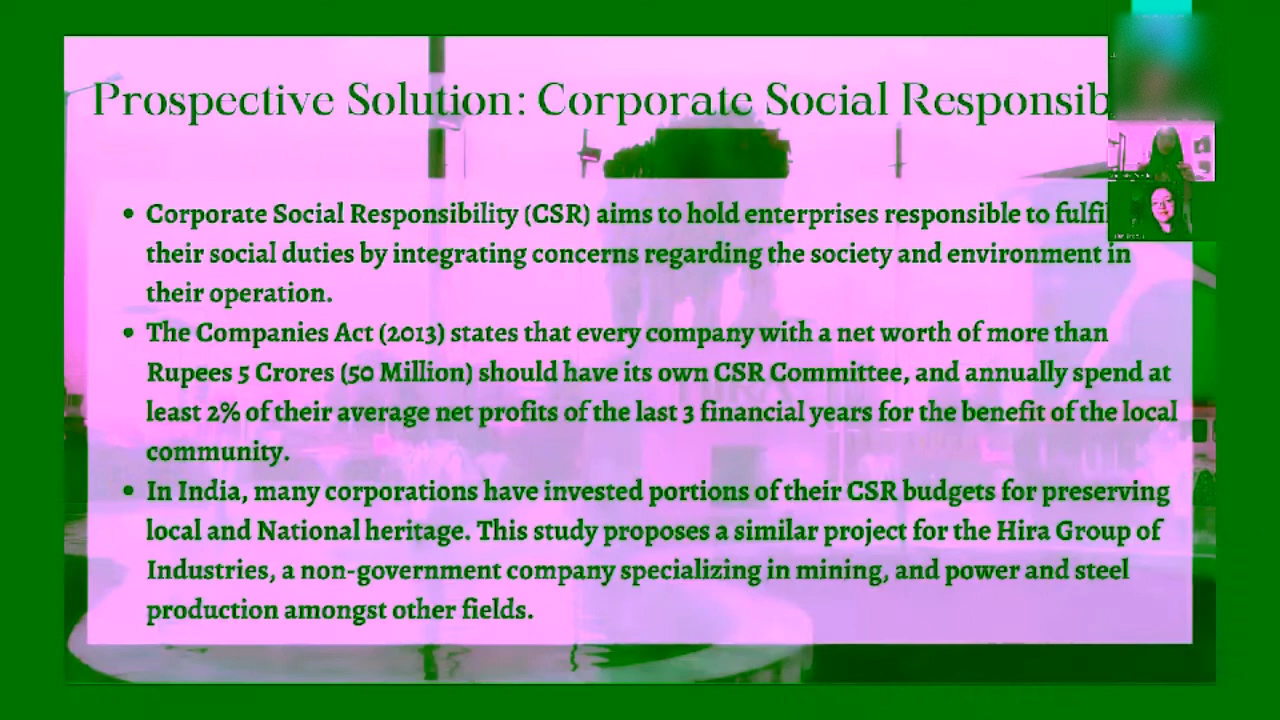 Prospective Solution: Corporate Social Responsib
• Corporate Social Responsibility (CSR) aims to hold enterprises responsible to fulfil
their social duties by integrating concerns regarding the society and environment in
their operation.
• The Companies Act (2013) states that every company with a net worth of more than
Rupees 5 Crores (50 Million) should have its own CSR Committee, and annually spend at
least 2% of their average net profits of the last 3 financial years for the benefit of the local
community.
• In India, many corporations have invested portions of their CSR budgets for preserving
local and National heritage. This study proposes a similar project for the Hira Group of
Industries, a non-government company specializing in mining, and power and steel
production amongst other fields.